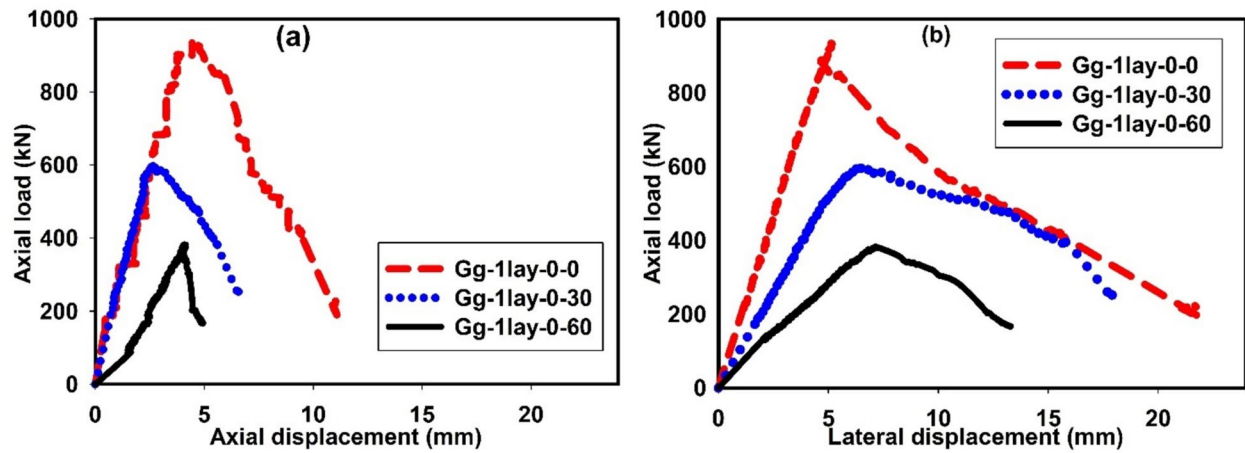 (a)
Axial load (kN)
1000
800
600
400
200
0
0 5 10 15 20
Axial displacement (mm)
Gg-1lay-0-0
Gg-1lay-0-30
Gg-1lay-0-60
(b)
Axial load (kN)
1000
800
600
400
200
0
0 5 10 15 20
Lateral displacement (mm)
Gg-1lay-0-0
Gg-1lay-0-30
Gg-1lay-0-60